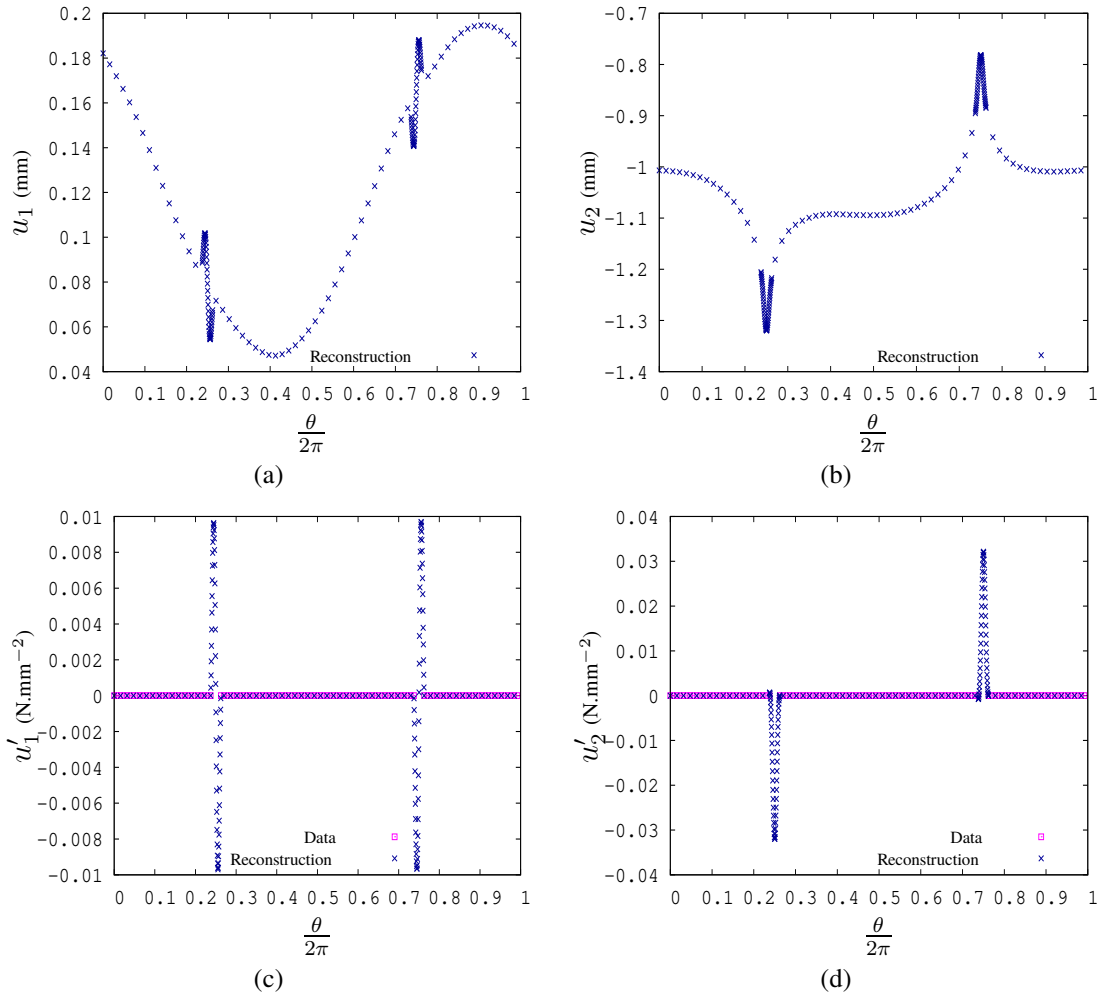 0.2
0.18
0.16
0.14
0.12
0.1
0.08
0.06
0.04
u₁ (mm)
Reconstruction
0 0.1 0.2 0.3 0.4 0.5 0.6 0.7 0.8 0.9 1
θ
2π
(a)
-0.7
-0.8
-0.9
-1
-1.1
-1.2
-1.3
-1.4
u₂ (mm)
Reconstruction
0 0.1 0.2 0.3 0.4 0.5 0.6 0.7 0.8 0.9 1
θ
2π
(b)
0.01
0.008
0.006
0.004
0.002
0
-0.002
-0.004
-0.006
-0.008
-0.01
u′₁ (N.mm⁻²)
Data
Reconstruction
0 0.1 0.2 0.3 0.4 0.5 0.6 0.7 0.8 0.9 1
θ
2π
(c)
0.04
0.03
0.02
0.01
0
-0.01
-0.02
-0.03
-0.04
u′₂ (N.mm⁻²)
Data
Reconstruction
0 0.1 0.2 0.3 0.4 0.5 0.6 0.7 0.8 0.9 1
θ
2π
(d)